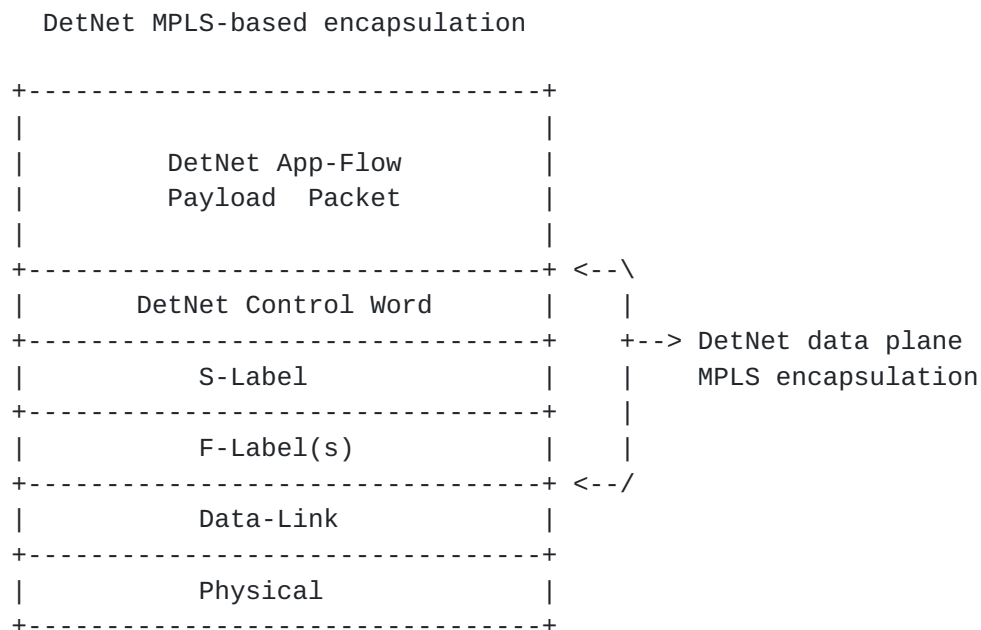 DetNet MPLS-based encapsulation

+---------------------------------+
|                                 |
|         DetNet App-Flow         |
|         Payload  Packet         |
|                                 |
+---------------------------------+ <--\
|       DetNet Control Word       |    |
+---------------------------------+    +--> DetNet data plane
|           S-Label               |    |    MPLS encapsulation
+---------------------------------+    |
|           F-Label(s)            |    |
+---------------------------------+ <--/
|           Data-Link             |
+---------------------------------+
|           Physical              |
+---------------------------------+